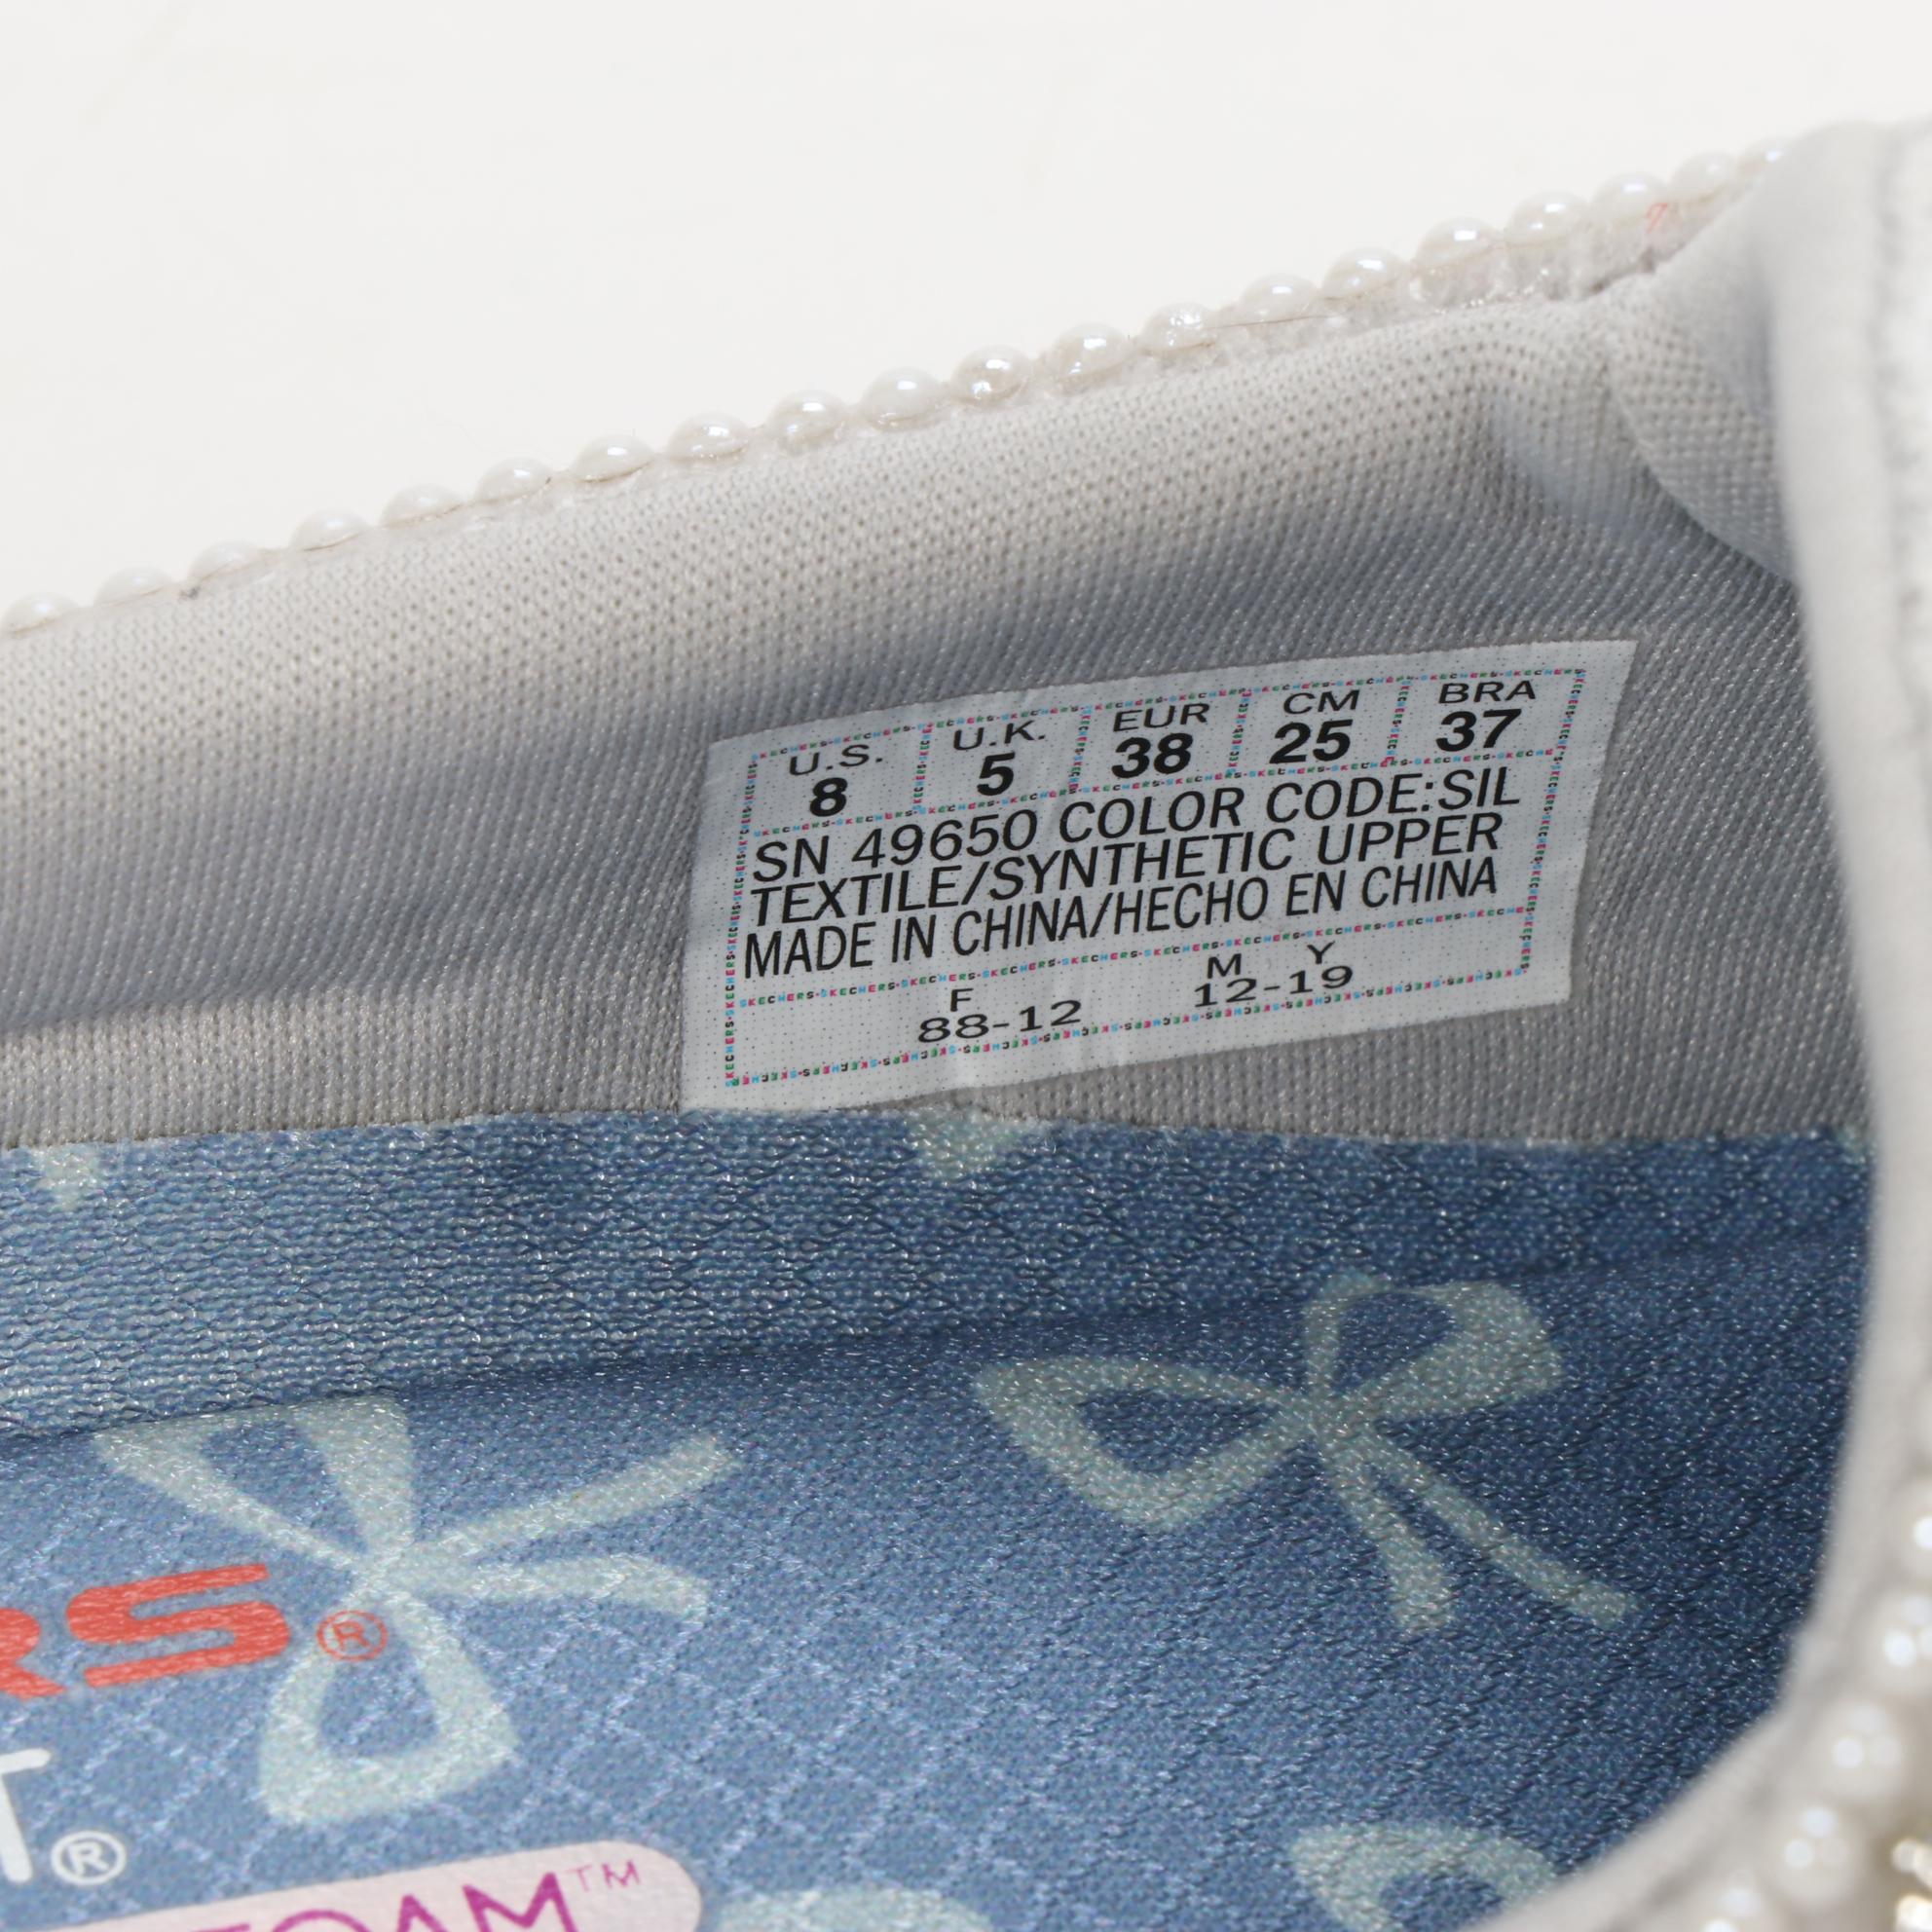 U.S. U.K. EUR CM BRA
8 5 38 25 37
SN 49650 COLOR CODE:SIL
TEXTILE/SYNTHETIC UPPER
MADE IN CHINA/HECHO EN CHINA
F M Y
88-12 12-19
RS®
T®
FOAM™